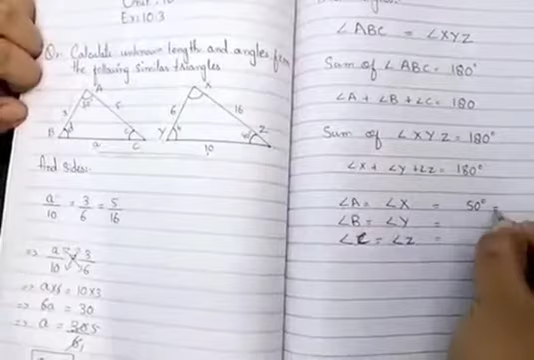 Ex: 10.3
Q: Calculate unknown length and angles from
the following similar triangles
A
3
B
C
a
X
6
16
Y
Z
10
And sides:
a/10 = 3/6 = 5/16
=> a/10 = 3/6
=> a×6 = 10×3
=> 6a = 30
=> a = 30 5/6 1
∠ABC = ∠XYZ
Sum of ∠ABC = 180°
∠A + ∠B + ∠C = 180
Sum of ∠XYZ = 180°
∠X + ∠Y + ∠Z = 180°
∠A = ∠X = 50° =
∠B = ∠Y =
∠C = ∠Z =